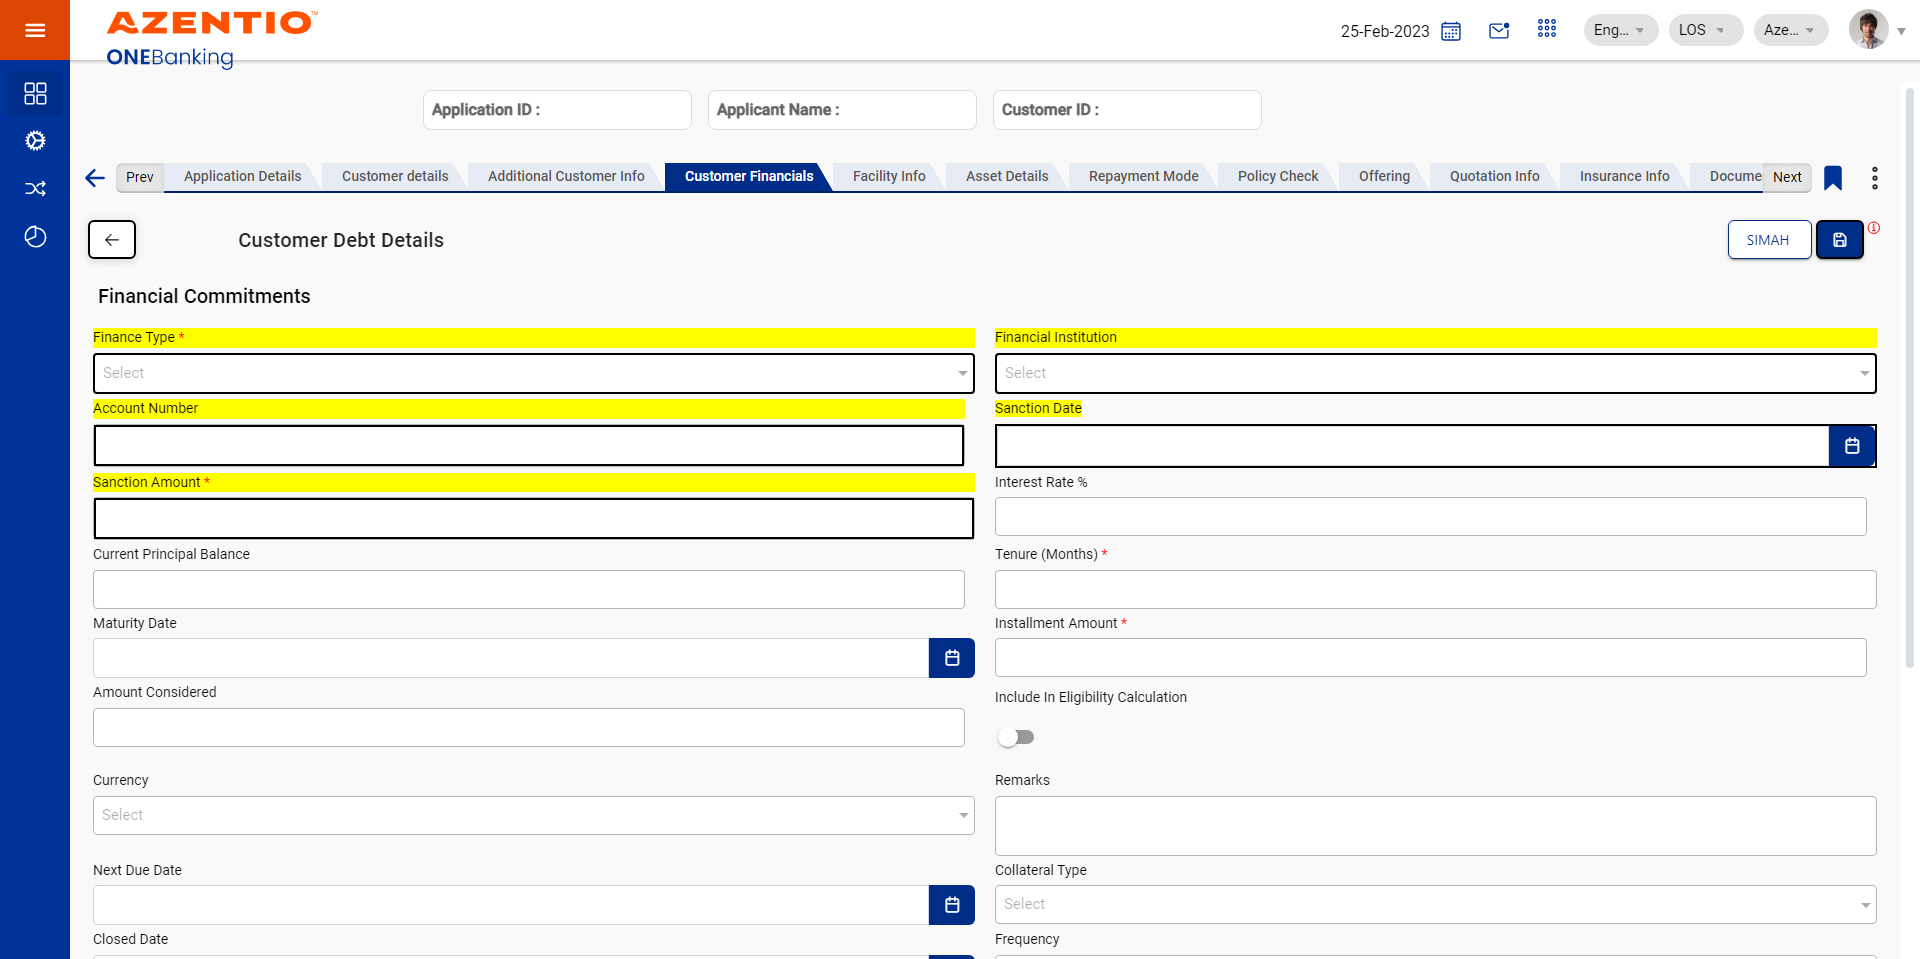 AZENTIO™
ONEBanking
25-Feb-2023
Eng...
LOS
Aze...
Application ID :
Applicant Name :
Customer ID :
Prev
Application Details
Customer details
Additional Customer Info
Customer Financials
Facility Info
Asset Details
Repayment Mode
Policy Check
Offering
Quotation Info
Insurance Info
Docume
Next
Customer Debt Details
SIMAH
Financial Commitments
Finance Type *
Financial Institution
Select
Select
Account Number
Sanction Date
Sanction Amount *
Interest Rate %
Current Principal Balance
Tenure (Months) *
Maturity Date
Installment Amount *
Amount Considered
Include In Eligibility Calculation
Currency
Remarks
Select
Next Due Date
Collateral Type
Select
Closed Date
Frequency